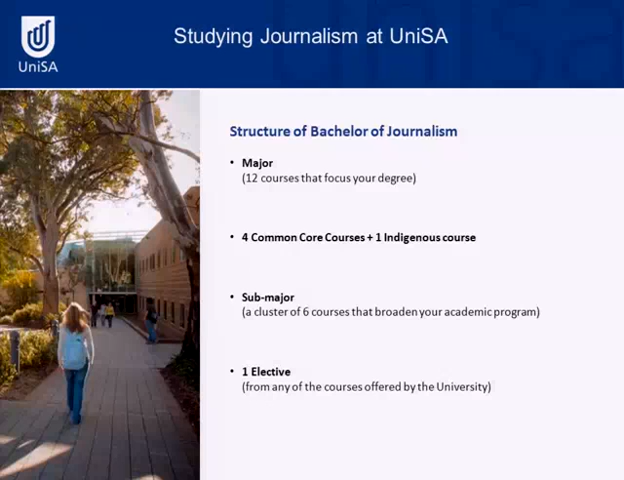 Studying Journalism at UniSA
UniSA
Structure of Bachelor of Journalism
• Major
(12 courses that focus your degree)
• 4 Common Core Courses + 1 Indigenous course
• Sub-major
(a cluster of 6 courses that broaden your academic program)
• 1 Elective
(from any of the courses offered by the University)